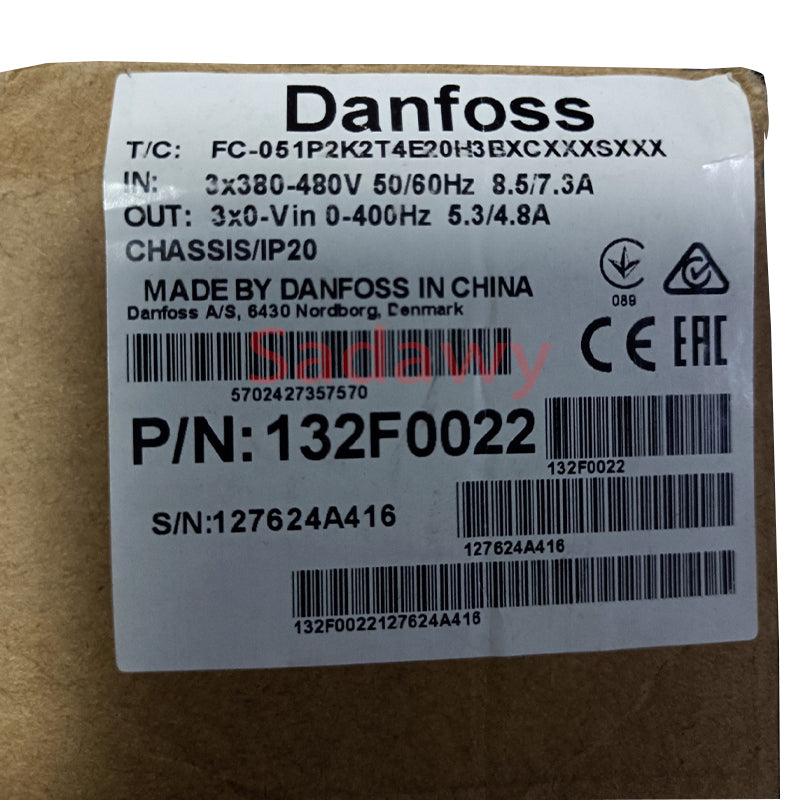 Danfoss
T/C: FC-051P2K2T4E20H3BXCXXXSXXX
IN: 3x380-480V 50/60Hz 8.5/7.3A
OUT: 3x0-Vin 0-400Hz 5.3/4.8A
CHASSIS/IP20
089
MADE BY DANFOSS IN CHINA
Danfoss A/S, 6430 Nordborg, Denmark
CE EAC
Sadawy
5702427357570
P/N:132F0022
132F0022
S/N:127624A416
127624A416
132F0022127624A416